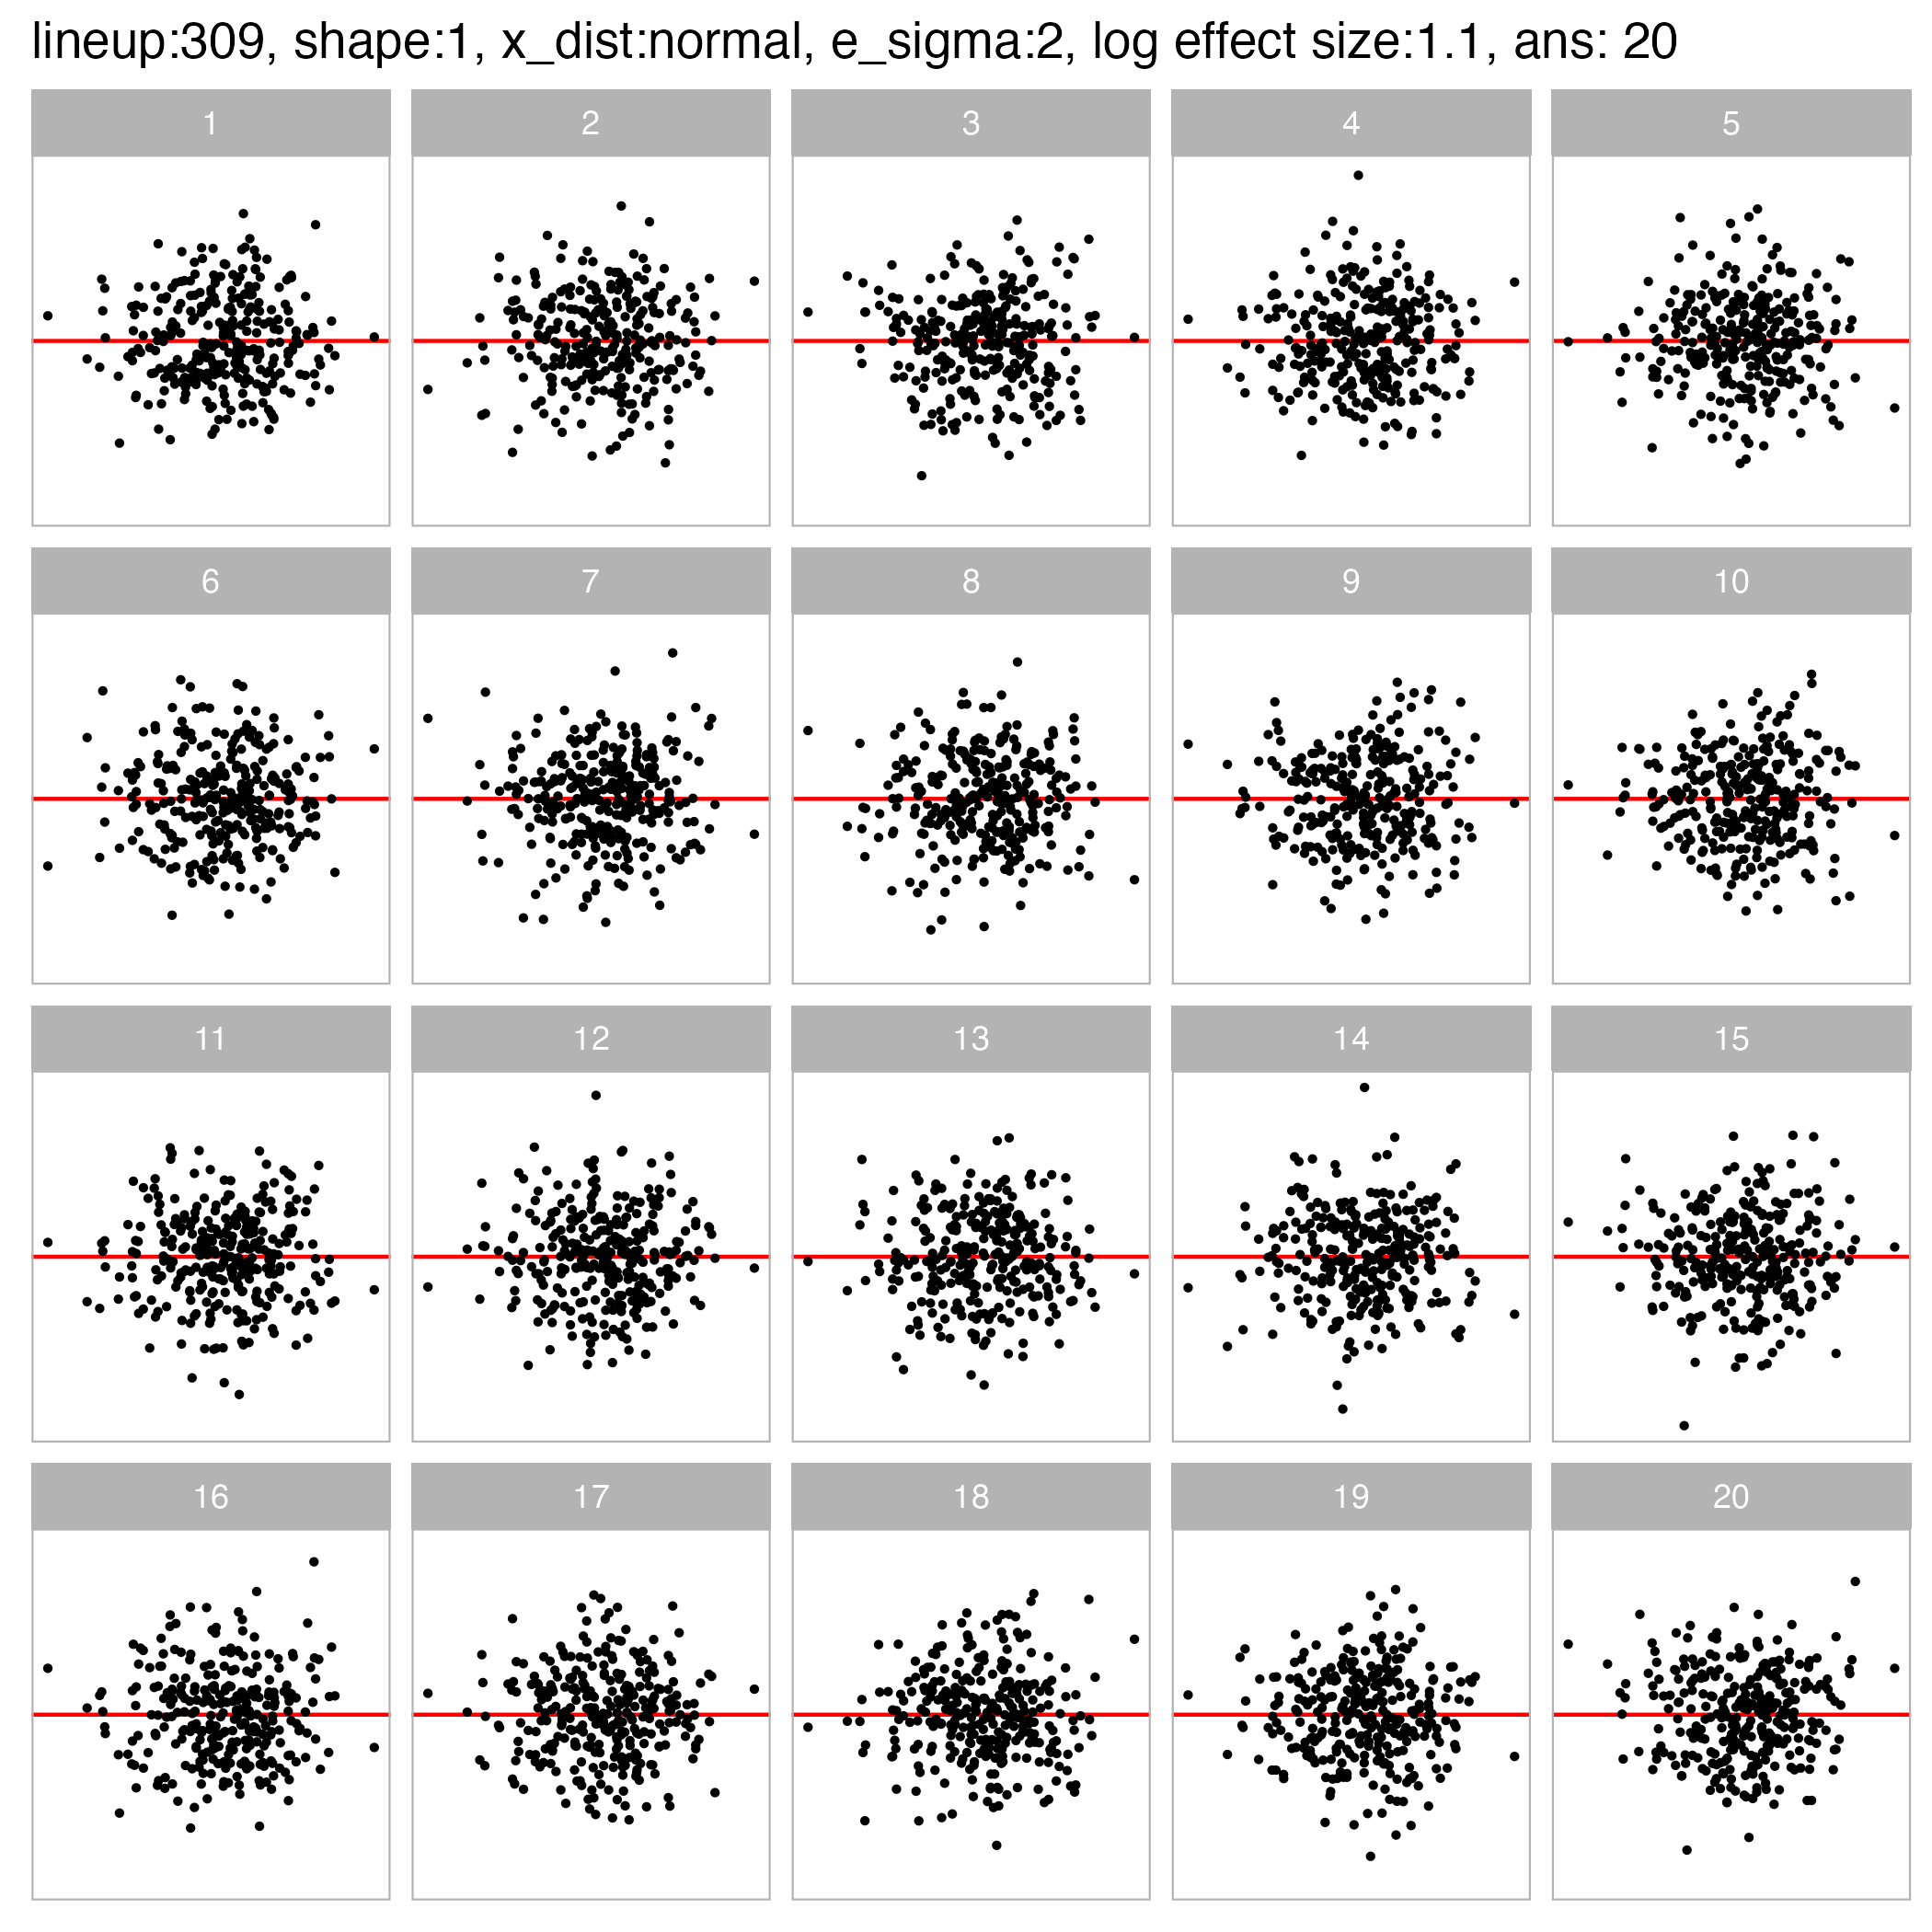 lineup:309, shape:1, x_dist:normal, e_sigma:2, log effect size:1.1, ans: 20
1 2 3 4 5
6 7 8 9 10
11 12 13 14 15
16 17 18 19 20